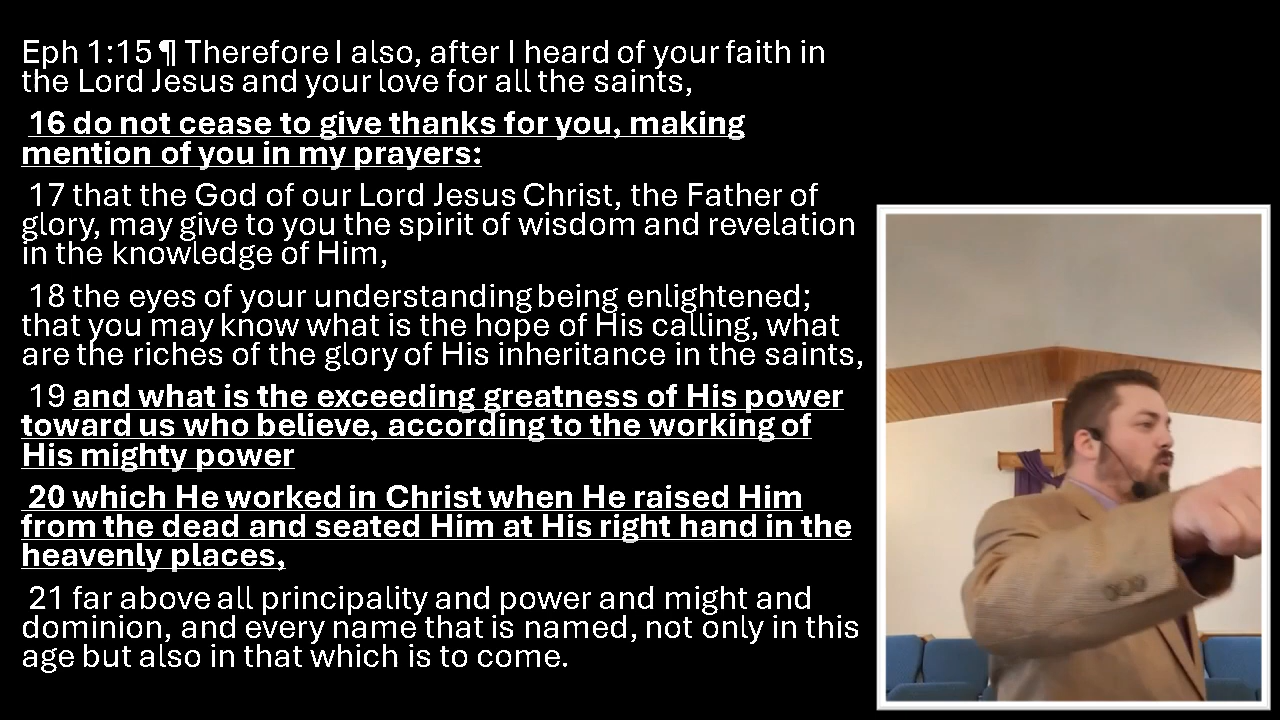 Eph 1:15 ¶ Therefore I also, after I heard of your faith in
the Lord Jesus and your love for all the saints,
16 do not cease to give thanks for you, making
mention of you in my prayers:
17 that the God of our Lord Jesus Christ, the Father of
glory, may give to you the spirit of wisdom and revelation
in the knowledge of Him,
18 the eyes of your understanding being enlightened;
that you may know what is the hope of His calling, what
are the riches of the glory of His inheritance in the saints,
19 and what is the exceeding greatness of His power
toward us who believe, according to the working of
His mighty power
20 which He worked in Christ when He raised Him
from the dead and seated Him at His right hand in the
heavenly places,
21 far above all principality and power and might and
dominion, and every name that is named, not only in this
age but also in that which is to come.